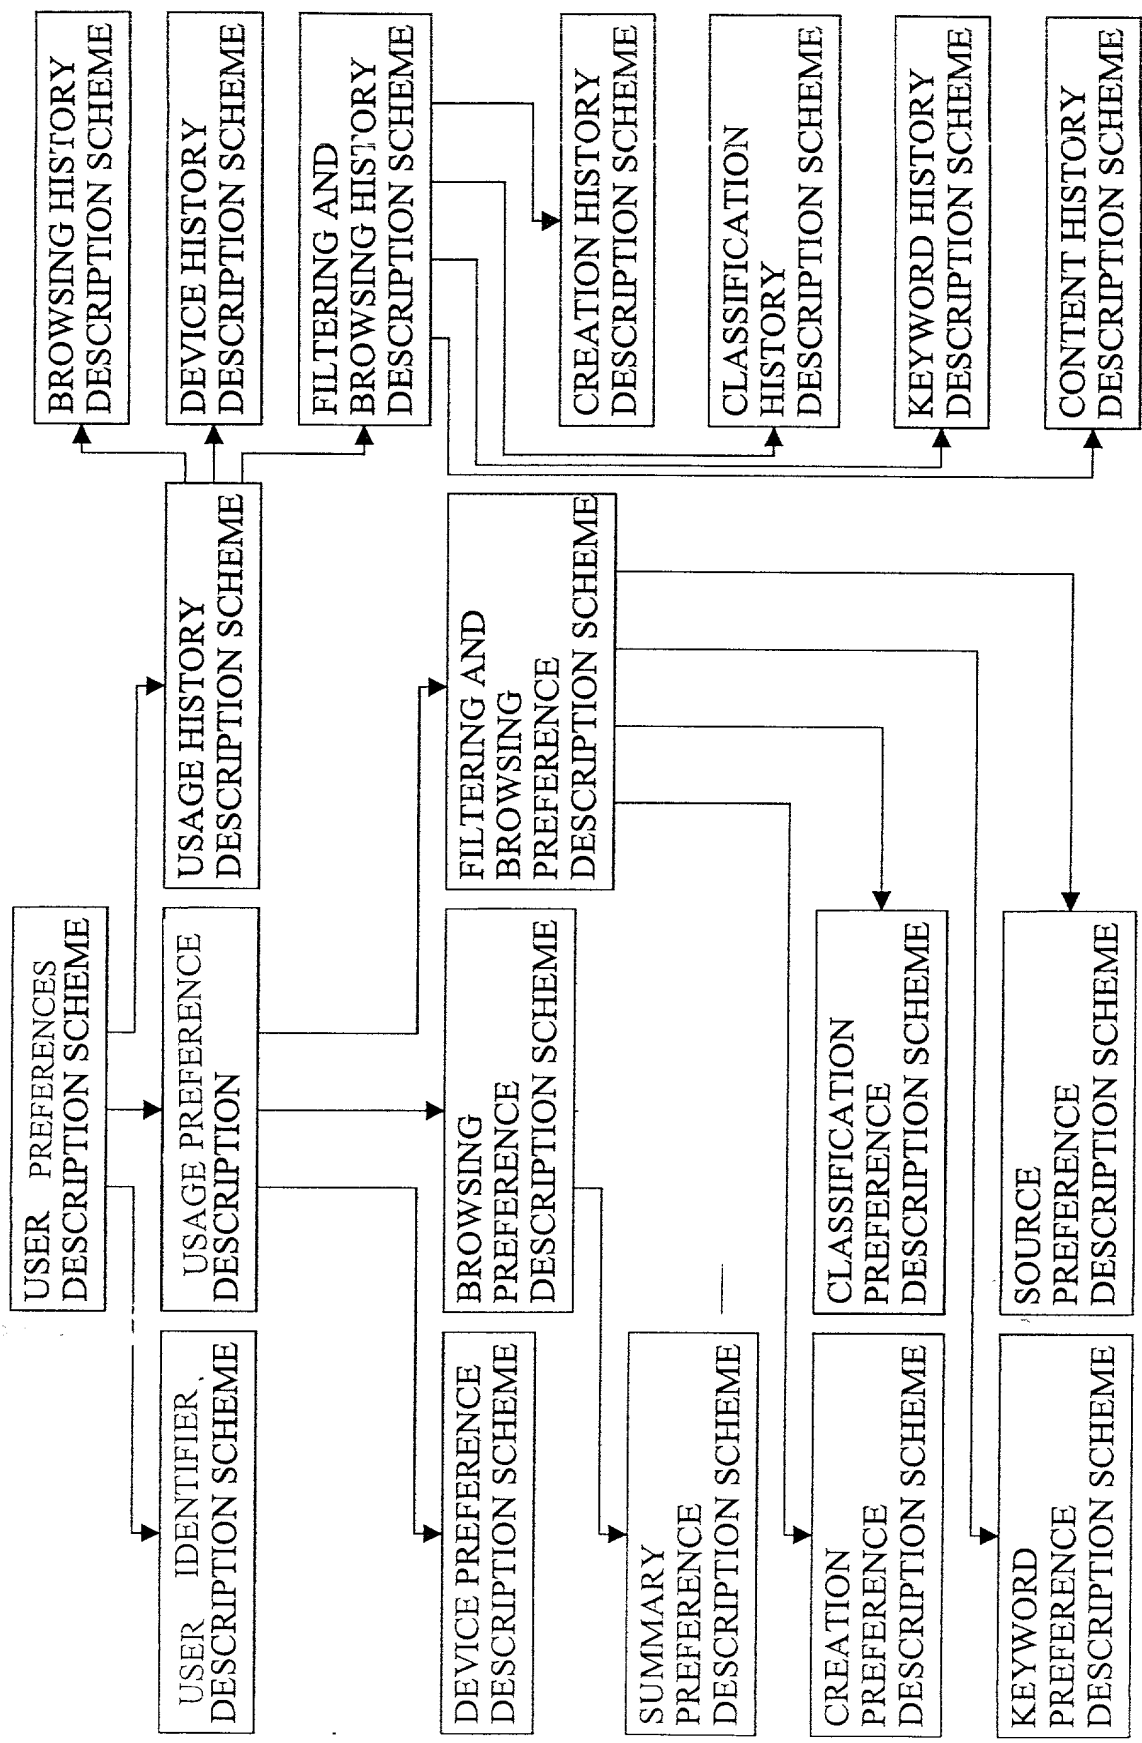 USER PREFERENCES
DESCRIPTION SCHEME
USER IDENTIFIER
DESCRIPTION SCHEME
USAGE PREFERENCE
DESCRIPTION
USAGE HISTORY
DESCRIPTION SCHEME
BROWSING HISTORY
DESCRIPTION SCHEME
DEVICE HISTORY
DESCRIPTION SCHEME
FILTERING AND
BROWSING HISTORY
DESCRIPTION SCHEME
DEVICE PREFERENCE
DESCRIPTION SCHEME
BROWSING
PREFERENCE
DESCRIPTION SCHEME
FILTERING AND
BROWSING
PREFERENCE
DESCRIPTION SCHEME
CREATION HISTORY
DESCRIPTION SCHEME
SUMMARY
PREFERENCE
DESCRIPTION SCHEME
CLASSIFICATION
HISTORY
DESCRIPTION SCHEME
CREATION
PREFERENCE
DESCRIPTION SCHEME
CLASSIFICATION
PREFERENCE
DESCRIPTION SCHEME
KEYWORD HISTORY
DESCRIPTION SCHEME
KEYWORD
PREFERENCE
DESCRIPTION SCHEME
SOURCE
PREFERENCE
DESCRIPTION SCHEME
CONTENT HISTORY
DESCRIPTION SCHEME